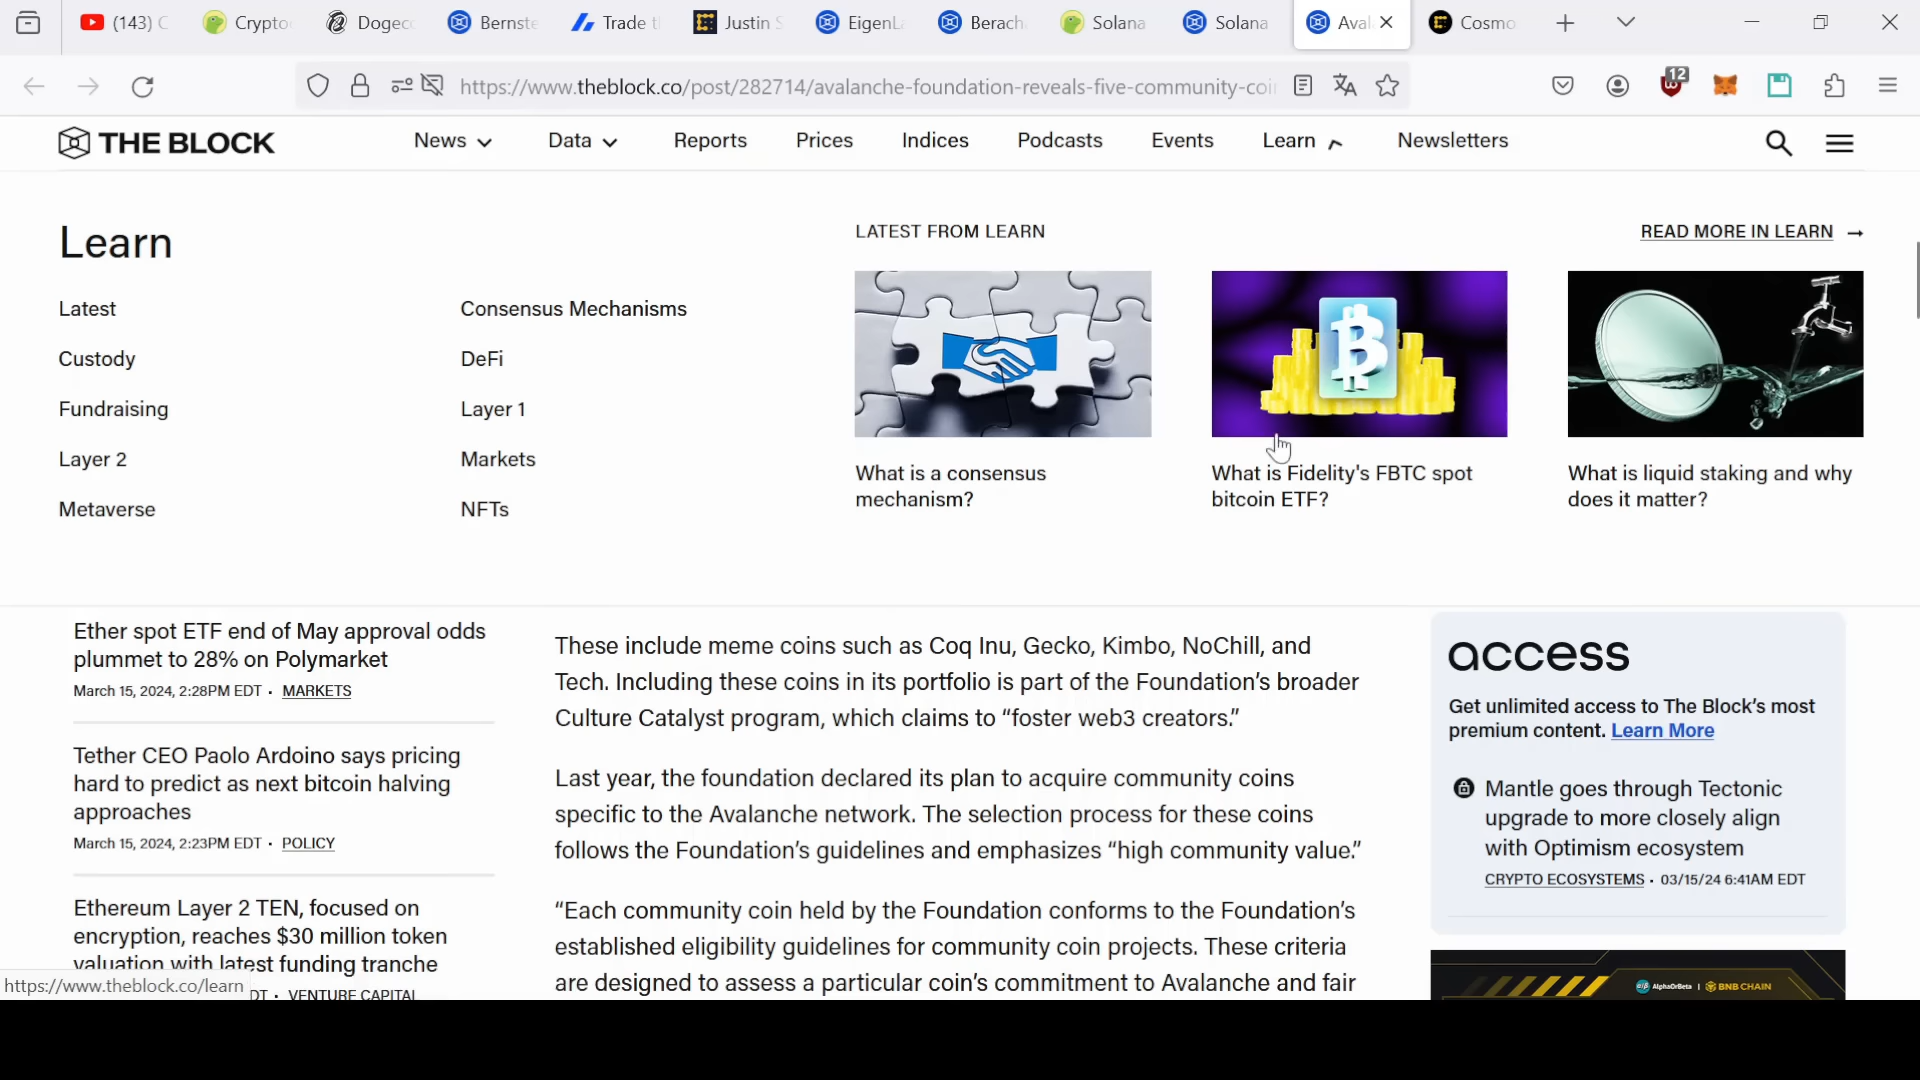 (143)
Crypto
Dogec
Bernste
Trade t
Justin S
EigenLa
Berach
Solana
Solana
Aval
Cosmo
https://www.theblock.co/post/282714/avalanche-foundation-reveals-five-community-coi
12
THE BLOCK
News
Data
Reports
Prices
Indices
Podcasts
Events
Learn
Newsletters
Learn
Latest
Custody
Fundraising
Layer 2
Metaverse
Consensus Mechanisms
DeFi
Layer 1
Markets
NFTs
LATEST FROM LEARN
READ MORE IN LEARN →
What is a consensus
mechanism?
What is Fidelity's FBTC spot
bitcoin ETF?
What is liquid staking and why
does it matter?
Ether spot ETF end of May approval odds
plummet to 28% on Polymarket
March 15, 2024, 2:28PM EDT • MARKETS
Tether CEO Paolo Ardoino says pricing
hard to predict as next bitcoin halving
approaches
March 15, 2024, 2:23PM EDT • POLICY
Ethereum Layer 2 TEN, focused on
encryption, reaches $30 million token
valuation with latest funding tranche
DT • VENTURE CAPITAL
https://www.theblock.co/learn
These include meme coins such as Coq Inu, Gecko, Kimbo, NoChill, and
Tech. Including these coins in its portfolio is part of the Foundation’s broader
Culture Catalyst program, which claims to “foster web3 creators.”
Last year, the foundation declared its plan to acquire community coins
specific to the Avalanche network. The selection process for these coins
follows the Foundation’s guidelines and emphasizes “high community value.”
“Each community coin held by the Foundation conforms to the Foundation’s
established eligibility guidelines for community coin projects. These criteria
are designed to assess a particular coin’s commitment to Avalanche and fair
access
Get unlimited access to The Block’s most
premium content. Learn More
Mantle goes through Tectonic
upgrade to more closely align
with Optimism ecosystem
CRYPTO ECOSYSTEMS • 03/15/24 6:41AM EDT
AlphaOrBeta | BNB CHAIN